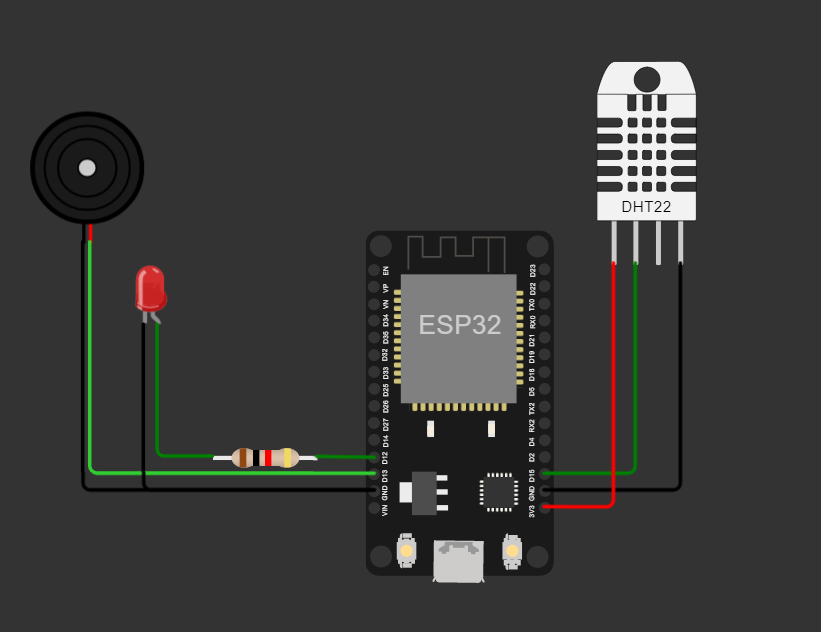 DHT22
ESP32
EN
VP
VN
D34
D35
D32
D33
D25
D26
D27
D14
D12
D13
GND
VIN
D23
D22
TX0
RX0
D21
D19
D18
D5
TX2
RX2
D4
D2
D15
GND
3V3